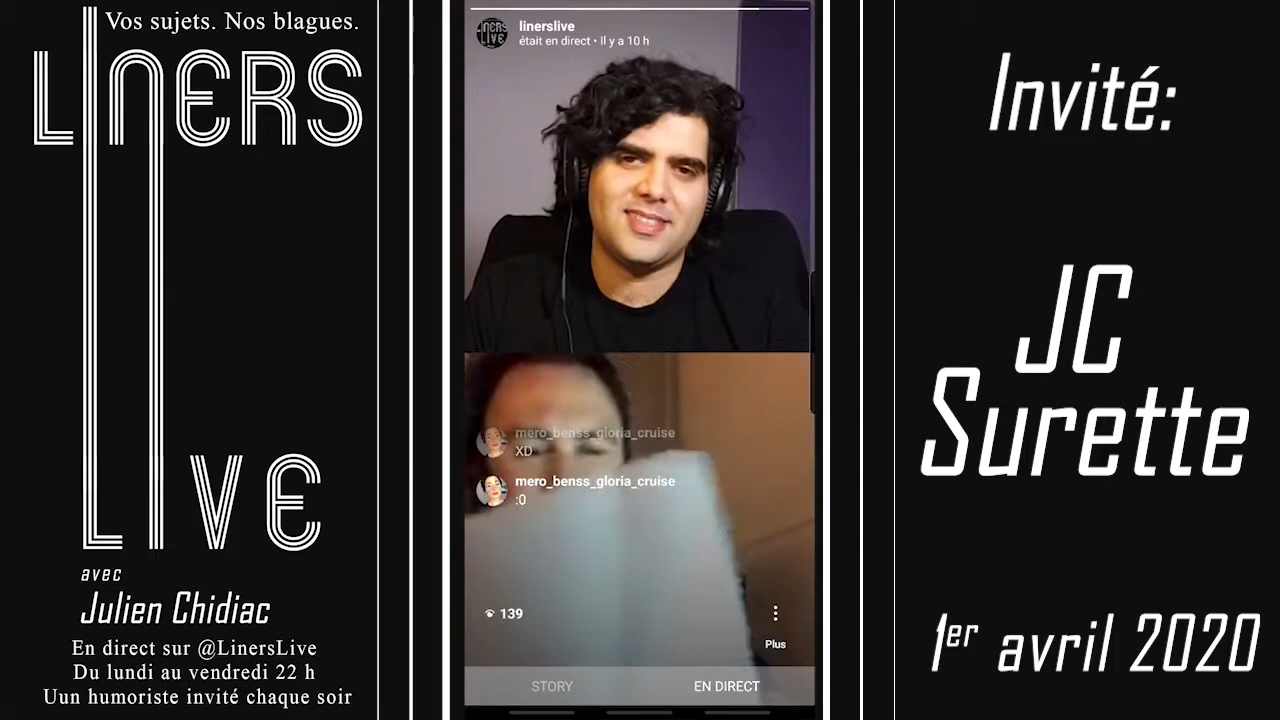 Vos sujets. Nos blagues.
LINERS
LIVE
avec
Julien Chidiac
En direct sur @LinersLive
Du lundi au vendredi 22 h
Uun humoriste invité chaque soir
LINERS
LIVE
linerslive
était en direct • Il y a 10 h
mero_benss_gloria_cruise
XD
mero_benss_gloria_cruise
:0
139
Plus
STORY
EN DIRECT
Invité:
JC
Surette
1er avril 2020